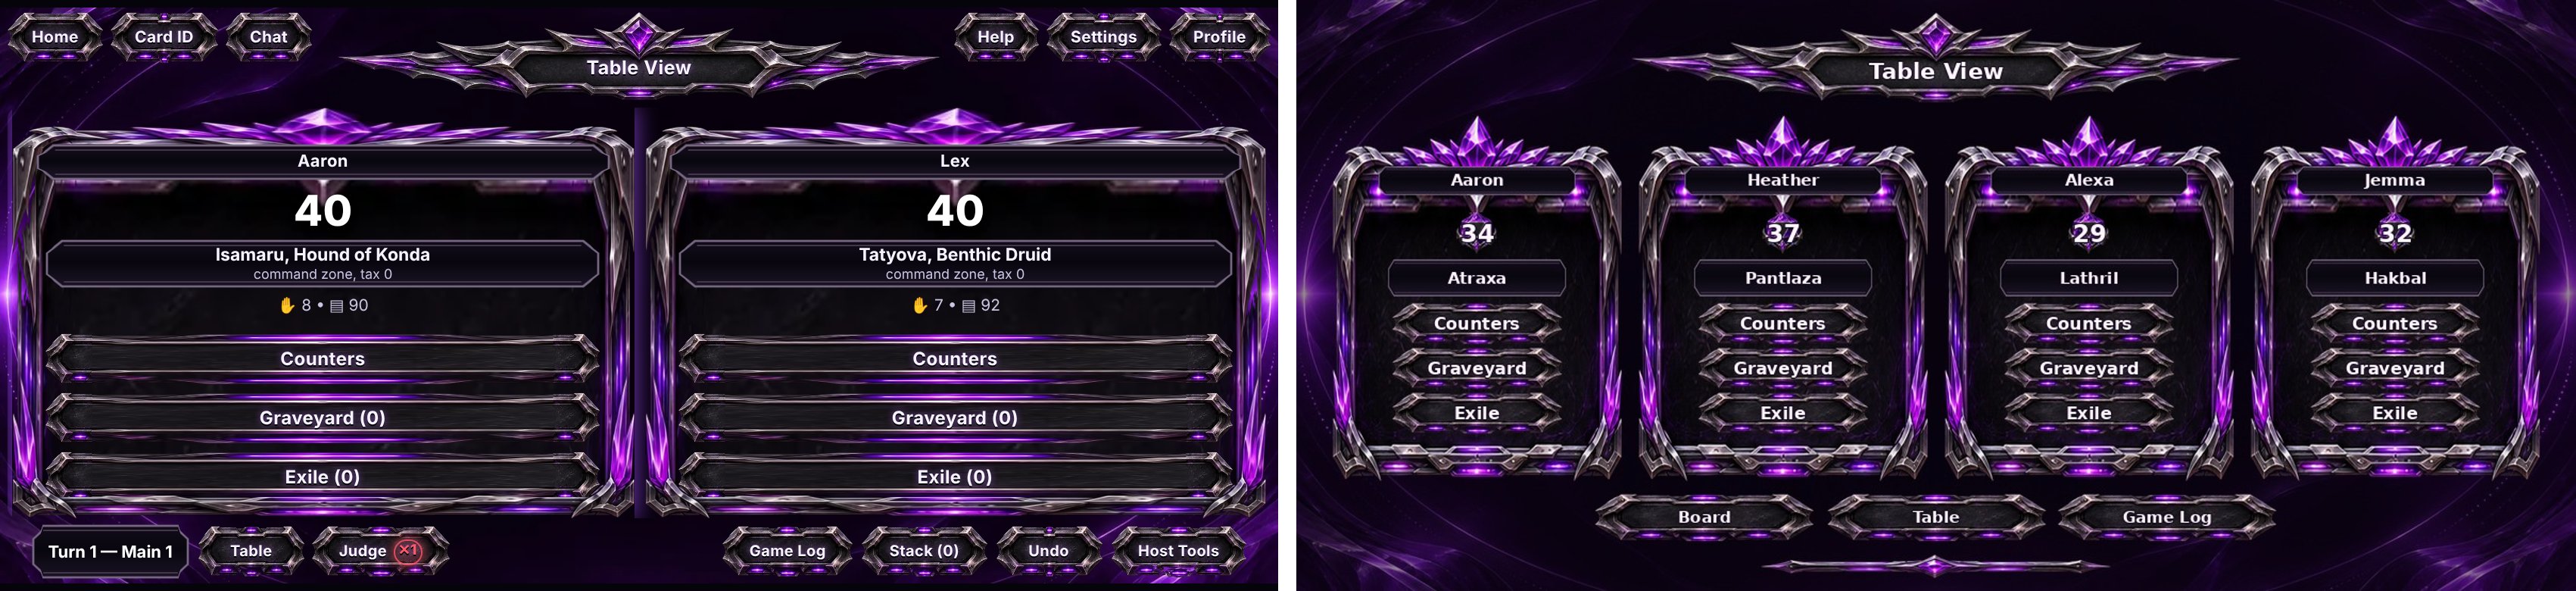 Home
Card ID
Chat
Table View
Help
Settings
Profile
Aaron
40
Isamaru, Hound of Konda
command zone, tax 0
8 • 90
Counters
Graveyard (0)
Exile (0)
Lex
40
Tatyova, Benthic Druid
command zone, tax 0
7 • 92
Counters
Graveyard (0)
Exile (0)
Turn 1 — Main 1
Table
Judge ×1
Game Log
Stack (0)
Undo
Host Tools
Table View
Aaron
34
Atraxa
Counters
Graveyard
Exile
Heather
37
Pantlaza
Counters
Graveyard
Exile
Alexa
29
Lathril
Counters
Graveyard
Exile
Jemma
32
Hakbal
Counters
Graveyard
Exile
Board
Table
Game Log